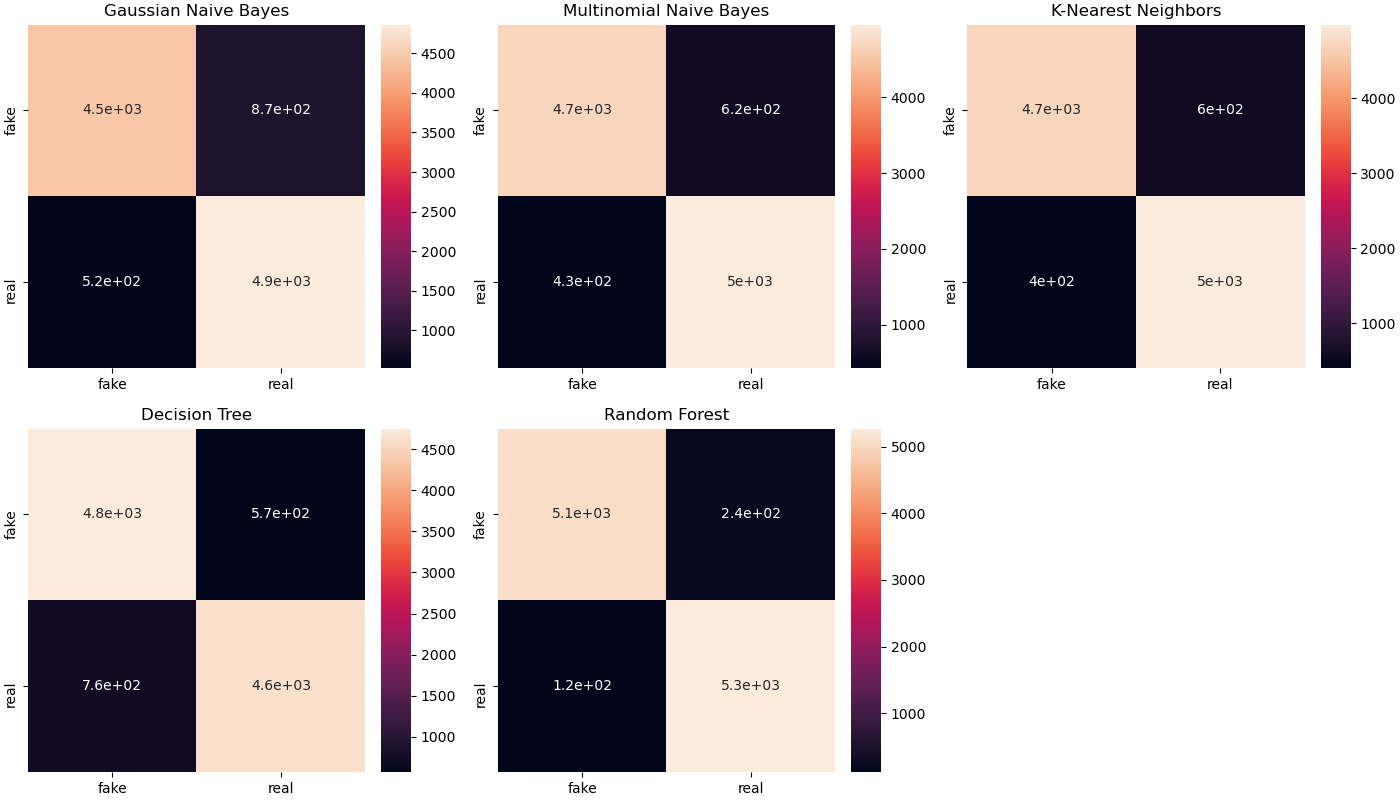 Gaussian Naive Bayes
fake
real
4.5e+03 8.7e+02
5.2e+02 4.9e+03
fake real
4500
4000
3500
3000
2500
2000
1500
1000
Multinomial Naive Bayes
fake
real
4.7e+03 6.2e+02
4.3e+02 5e+03
fake real
4000
3000
2000
1000
K-Nearest Neighbors
fake
real
4.7e+03 6e+02
4e+02 5e+03
fake real
4000
3000
2000
1000
Decision Tree
fake
real
4.8e+03 5.7e+02
7.6e+02 4.6e+03
fake real
4500
4000
3500
3000
2500
2000
1500
1000
Random Forest
fake
real
5.1e+03 2.4e+02
1.2e+02 5.3e+03
fake real
5000
4000
3000
2000
1000